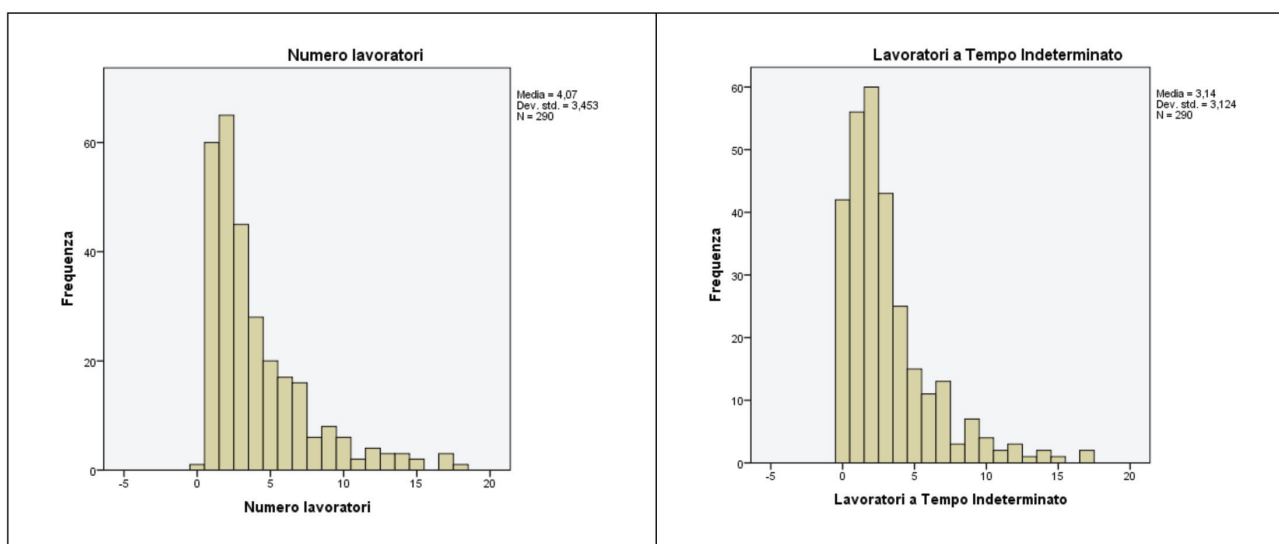 Numero lavoratori
Media = 4,07
Dev. std. = 3,453
N = 290
Frequenza
60
40
20
0
-5 0 5 10 15 20
Numero lavoratori
Lavoratori a Tempo Indeterminato
Media = 3,14
Dev. std. = 3,124
N = 290
Frequenza
60
50
40
30
20
10
0
-5 0 5 10 15 20
Lavoratori a Tempo Indeterminato